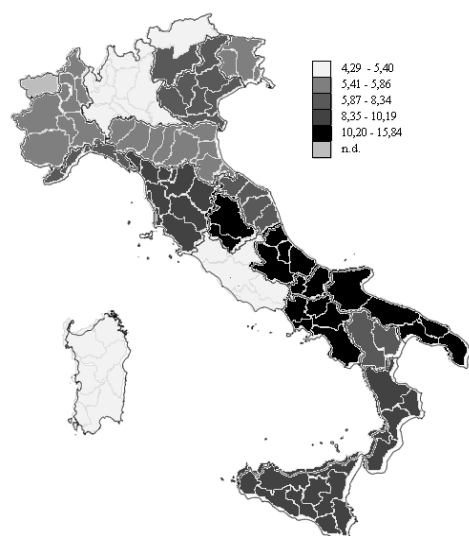 4,29 - 5,40
5,41 - 5,86
5,87 - 8,34
8,35 - 10,19
10,20 - 15,84
n.d.